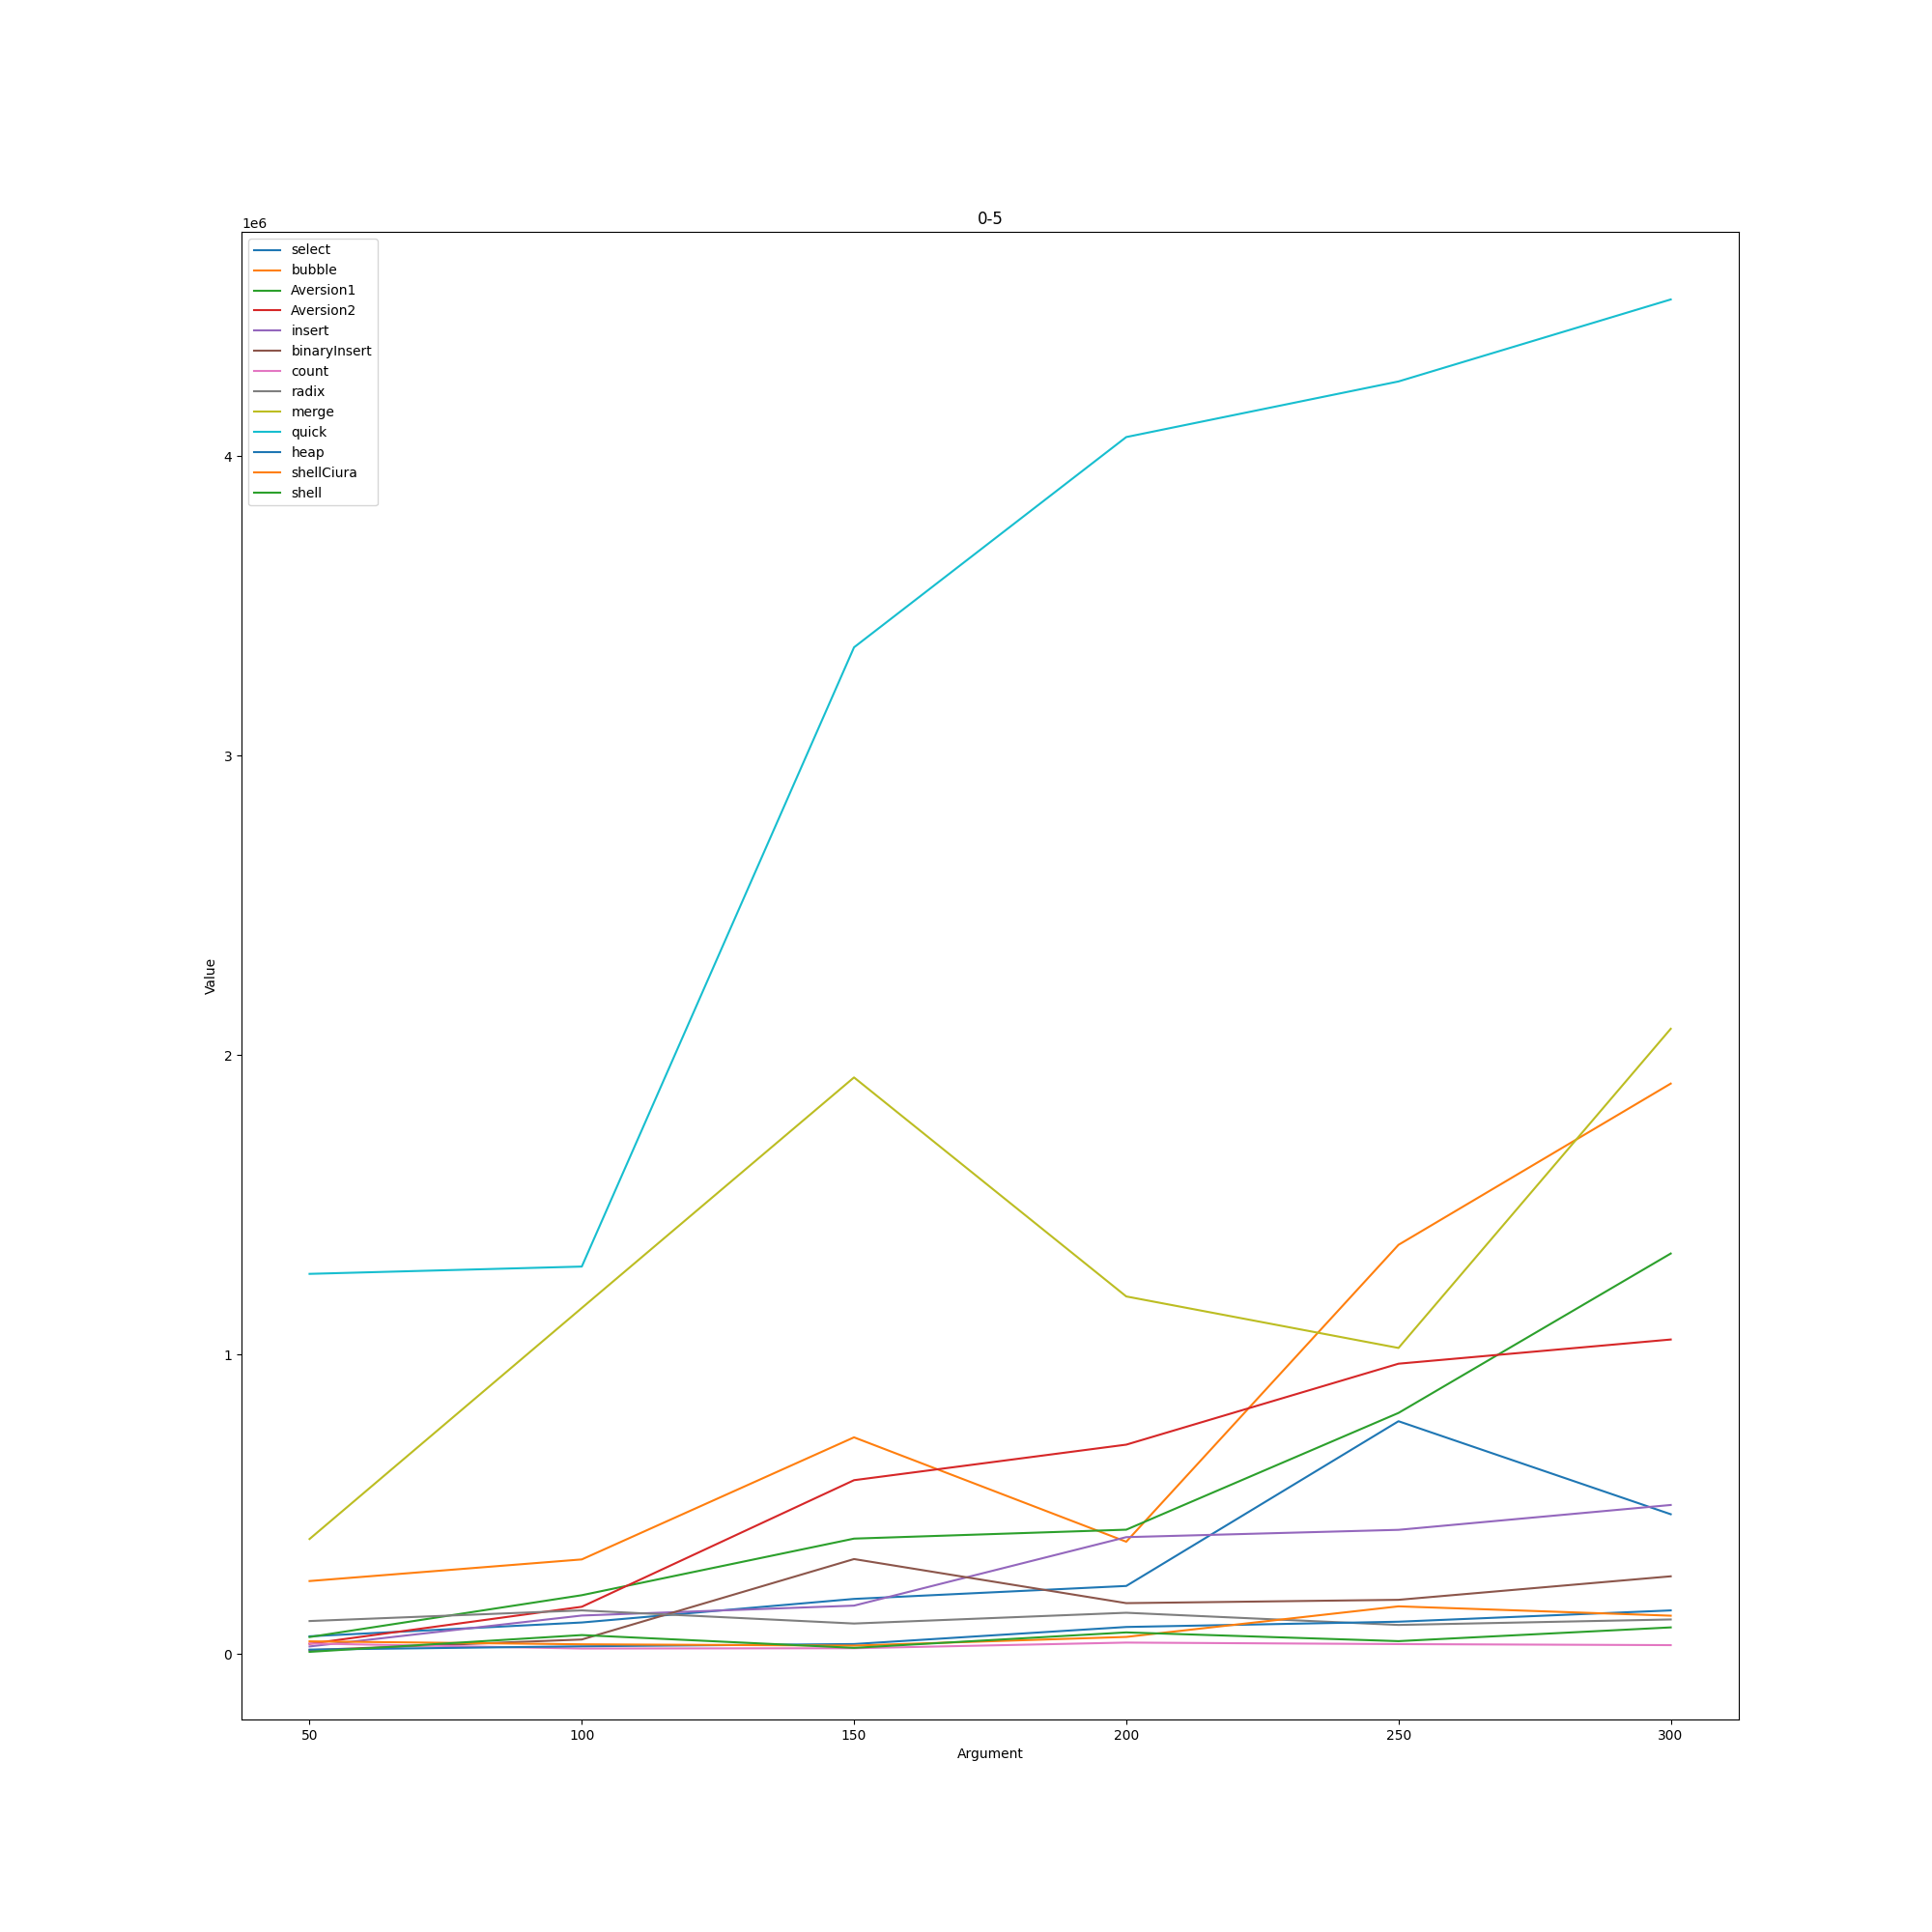 0-5
1e6
select
bubble
Aversion1
Aversion2
insert
binaryInsert
count
radix
merge
quick
heap
shellCiura
shell
4
3
2
1
0
Value
50 100 150 200 250 300
Argument